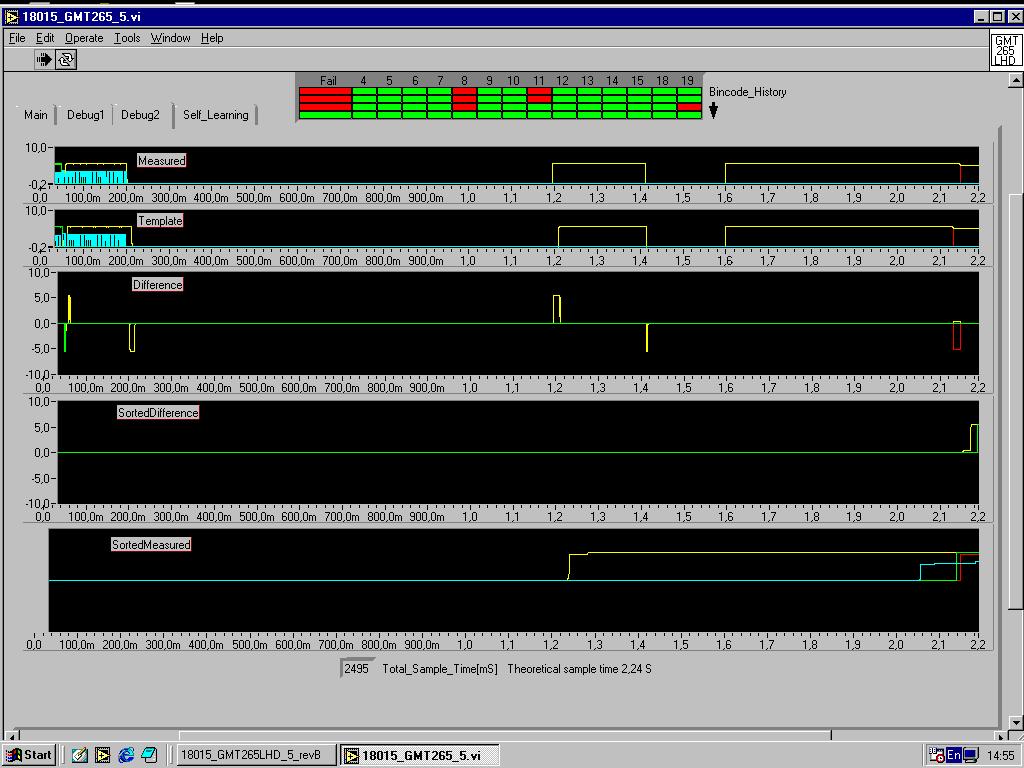 18015_GMT265_5.vi
File Edit Operate Tools Window Help
GMT
265
LHD
Fail 4 5 6 7 8 9 10 11 12 13 14 15 18 19
Bincode_History
Main Debug1 Debug2 Self_Learning
Measured
10,0
-0,2
0,0 100,0m 200,0m 300,0m 400,0m 500,0m 600,0m 700,0m 800,0m 900,0m 1,0 1,1 1,2 1,3 1,4 1,5 1,6 1,7 1,8 1,9 2,0 2,1 2,2
Template
10,0
-0,2
0,0 100,0m 200,0m 300,0m 400,0m 500,0m 600,0m 700,0m 800,0m 900,0m 1,0 1,1 1,2 1,3 1,4 1,5 1,6 1,7 1,8 1,9 2,0 2,1 2,2
Difference
10,0
5,0
0,0
-5,0
-10,0
0,0 100,0m 200,0m 300,0m 400,0m 500,0m 600,0m 700,0m 800,0m 900,0m 1,0 1,1 1,2 1,3 1,4 1,5 1,6 1,7 1,8 1,9 2,0 2,1 2,2
SortedDifference
10,0
5,0
0,0
-5,0
-10,0
0,0 100,0m 200,0m 300,0m 400,0m 500,0m 600,0m 700,0m 800,0m 900,0m 1,0 1,1 1,2 1,3 1,4 1,5 1,6 1,7 1,8 1,9 2,0 2,1 2,2
SortedMeasured
0,0 100,0m 200,0m 300,0m 400,0m 500,0m 600,0m 700,0m 800,0m 900,0m 1,0 1,1 1,2 1,3 1,4 1,5 1,6 1,7 1,8 1,9 2,0 2,1 2,2
2495 Total_Sample_Time[mS] Theoretical sample time 2,24 S
Start 18015_GMT265LHD_5_revB 18015_GMT265_5.vi En 14:55